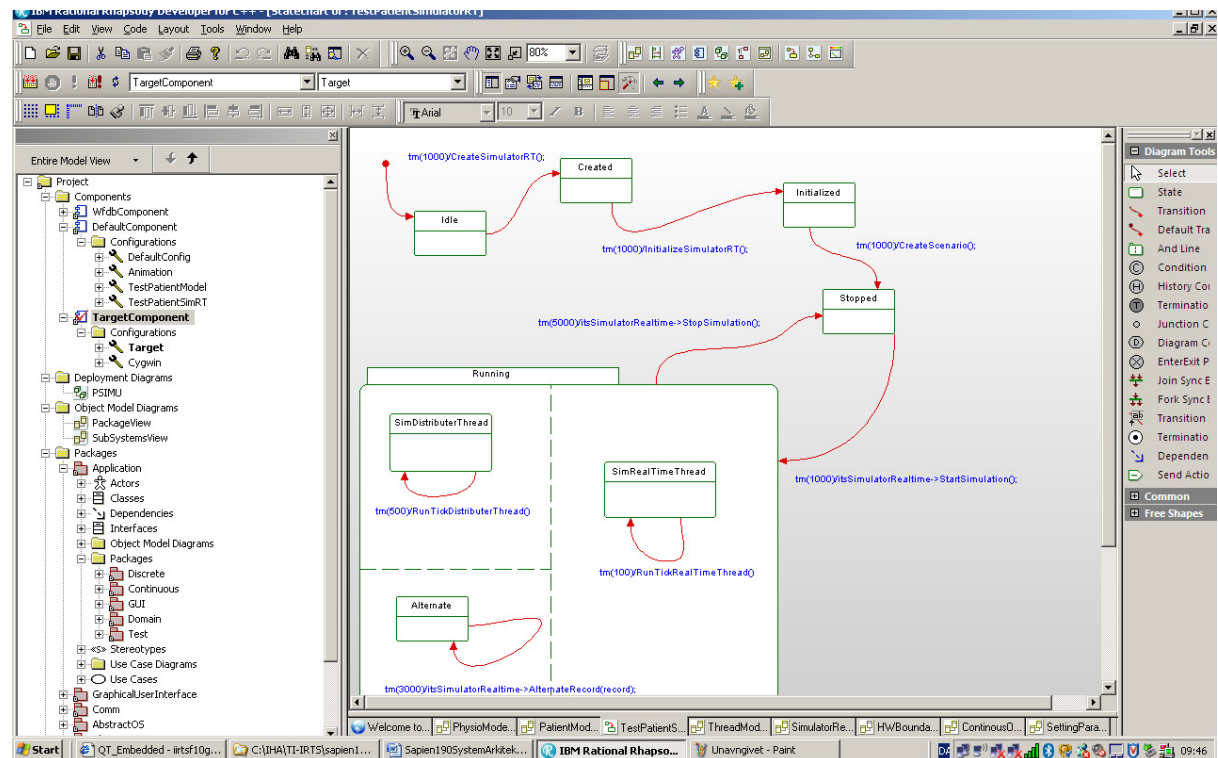 IBM Rational Rhapsody Developer for C++ - [Statechart of : TestPatientSimulatorRT]
File Edit View Code Layout Tools Window Help
80%
TargetComponent Target
Arial 10
Entire Model View
Project
Components
WfdbComponent
DefaultComponent
Configurations
DefaultConfig
Animation
TestPatientModel
TestPatientSimRT
TargetComponent
Configurations
Target
Cygwin
Deployment Diagrams
PSIMU
Object Model Diagrams
PackageView
SubSystemsView
Packages
Application
Actors
Classes
Dependencies
Interfaces
Object Model Diagrams
Packages
Discrete
Continuous
GUI
Domain
Test
«S» Stereotypes
Use Case Diagrams
Use Cases
GraphicalUserInterface
Comm
AbstractOS
tm(1000)/CreateSimulatorRT();
Created
Idle
Initialized
tm(1000)/InitializeSimulatorRT();
tm(1000)/CreateScenario();
Stopped
tm(5000)/itsSimulatorRealtime->StopSimulation();
Running
SimDistributerThread
SimRealTimeThread
tm(1000)/itsSimulatorRealtime->StartSimulation();
tm(500)/RunTickDistributerThread()
tm(100)/RunTickRealTimeThread()
Alternate
tm(3000)/itsSimulatorRealtime->AlternateRecord(record);
Diagram Tools
Select
State
Transition
Default Tra
And Line
Condition
History Con
Terminatio
Junction C
Diagram C
EnterExit P
Join Sync E
Fork Sync E
Transition
Terminatio
Dependen
Send Actio
Common
Free Shapes
Welcome to... PhysioMode... PatientMod... TestPatientS... ThreadMod... SimulatorRe... HWBounda... ContinousO... SettingPara...
Start QT_Embedded - iirtsf10g... C:\IHA\TI-IRTS\sapien1... Sapien190SystemArkitek... IBM Rational Rhapso... Unavngivet - Paint DA 09:46